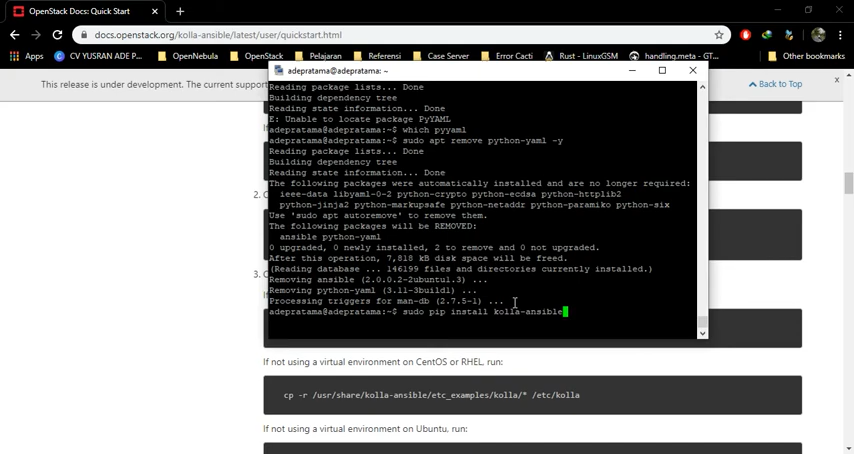 OpenStack Docs: Quick Start
docs.openstack.org/kolla-ansible/latest/user/quickstart.html
Apps CV YUSRAN ADE P... OpenNebula OpenStack Pelajaran Referensi Case Server Error Cacti Rust - LinuxGSM handling.meta - GT... Other bookmarks
This release is under development. The current support
Back to Top
x
adepratama@adepratama: ~
Reading package lists... Done
Building dependency tree
Reading state information... Done
E: Unable to locate package PyYAML
adepratama@adepratama:~$ which pyyaml
adepratama@adepratama:~$ sudo apt remove python-yaml -y
Reading package lists... Done
Building dependency tree
Reading state information... Done
The following packages were automatically installed and are no longer required:
ieee-data libyaml-0-2 python-crypto python-ecdsa python-httplib2
python-jinja2 python-markupsafe python-netaddr python-paramiko python-six
Use 'sudo apt autoremove' to remove them.
The following packages will be REMOVED:
ansible python-yaml
0 upgraded, 0 newly installed, 2 to remove and 0 not upgraded.
After this operation, 7,818 kB disk space will be freed.
(Reading database ... 146199 files and directories currently installed.)
Removing ansible (2.0.0.2-2ubuntu1.3) ...
Removing python-yaml (3.11-3build1) ...
Processing triggers for man-db (2.7.5-1) ...
adepratama@adepratama:~$ sudo pip install kolla-ansible
2.
3.
If not using a virtual environment on CentOS or RHEL, run:
cp -r /usr/share/kolla-ansible/etc_examples/kolla/* /etc/kolla
If not using a virtual environment on Ubuntu, run: